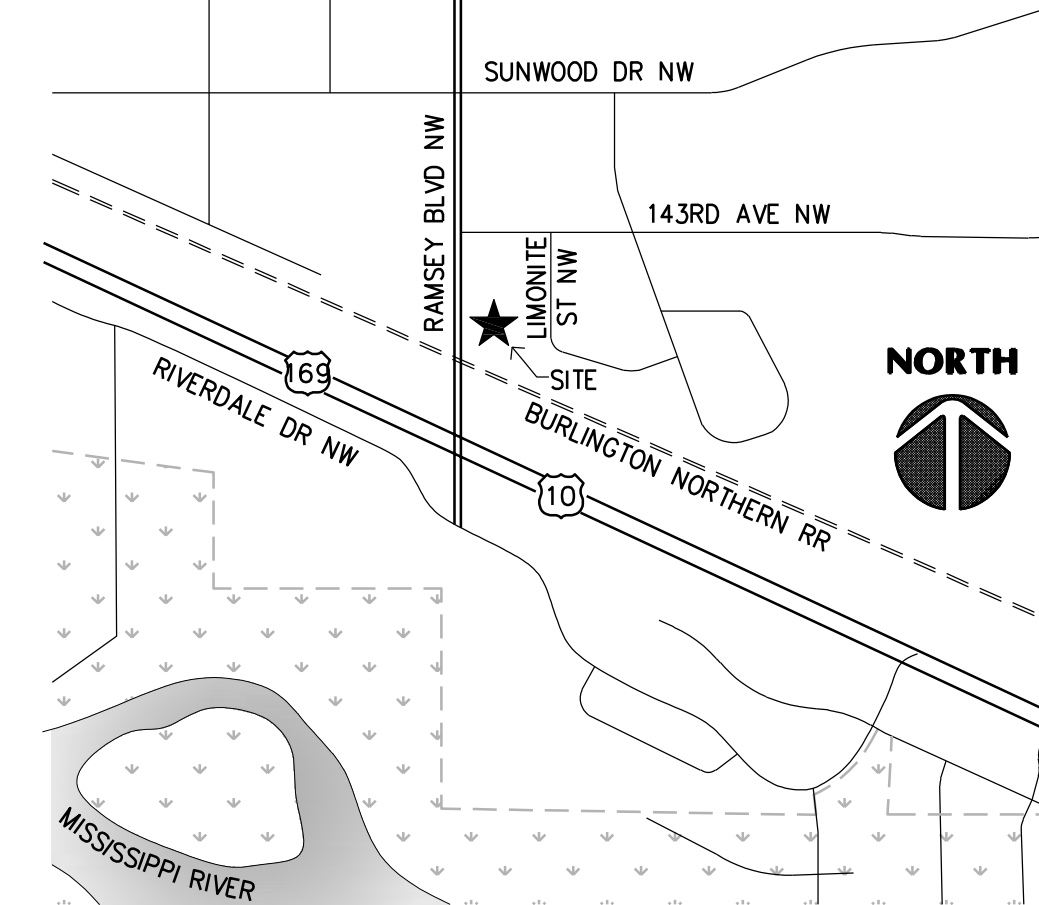 SUNWOOD DR NW
RAMSEY BLVD NW
143RD AVE NW
LIMONITE
ST NW
SITE
NORTH
169
RIVERDALE DR NW
BURLINGTON NORTHERN RR
10
MISSISSIPPI RIVER